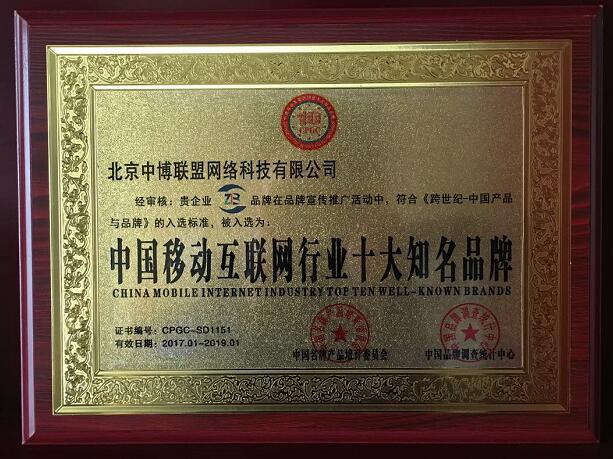 CPGC
北京中博联盟网络科技有限公司
经审核：贵企业 ZB 品牌在品牌宣传推广活动中，符合《跨世纪-中国产品
与品牌》的入选标准，被入选为：
中国移动互联网行业十大知名品牌
CHINA MOBILE INTERNET INDUSTRY TOP TEN WELL-KNOWN BRANDS
证书编号：CPGC-SD1151
有效日期：2017.01-2019.01
中国名牌产品培育委员会
中国品牌调查统计中心